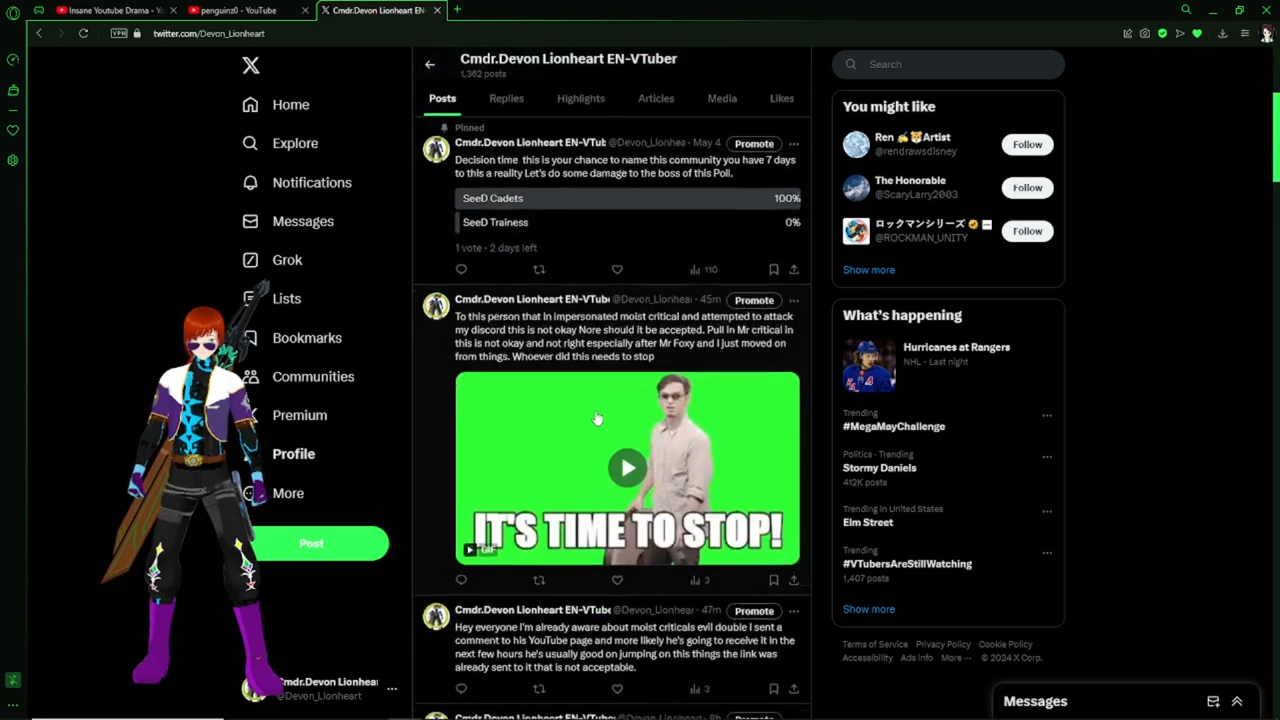 Insane Youtube Drama - Yo
penguinz0 - YouTube
Cmdr.Devon Lionheart EN-
VPN
twitter.com/Devon_Lionheart
Home
Explore
Notifications
Messages
Grok
Lists
Bookmarks
Communities
Premium
Profile
More
Post
Cmdr.Devon Lionhear
@Devon_Lionheart
Cmdr.Devon Lionheart EN-VTuber
1,362 posts
Posts
Replies
Highlights
Articles
Media
Likes
Pinned
Cmdr.Devon Lionheart EN-VTut @Devon_Lionhea · May 4
Promote
Decision time this is your chance to name this community you have 7 days
to this a reality Let's do some damage to the boss of this Poll.
SeeD Cadets 100%
SeeD Trainess 0%
1 vote · 2 days left
110
Cmdr.Devon Lionheart EN-VTube @Devon_Lionhea · 45m
Promote
To this person that In impersonated moist critical and attempted to attack
my discord this is not okay Nore should it be accepted. Pull in Mr critical in
this is not okay and not right especially after Mr Foxy and I just moved on
from things. Whoever did this needs to stop
IT'S TIME TO STOP!
GIF
3
Cmdr.Devon Lionheart EN-VTube @Devon_Lionhea · 47m
Promote
Hey everyone I'm already aware about moist criticals evil double I sent a
comment to his YouTube page and more likely he's going to receive it in the
next few hours he's usually good on jumping on this things the link was
already sent to it that is not acceptable.
3
Search
You might like
Ren Artist
@rendrawsdisney
Follow
The Honorable
@ScaryLarry2003
Follow
ロックマンシリーズ
@ROCKMAN_UNITY
Follow
Show more
What's happening
Hurricanes at Rangers
NHL · Last night
Trending
#MegaMayChallenge
Politics · Trending
Stormy Daniels
412K posts
Trending in United States
Elm Street
Trending
#VTubersAreStillWatching
1,407 posts
Show more
Terms of Service Privacy Policy Cookie Policy
Accessibility Ads info More ··· © 2024 X Corp.
Messages